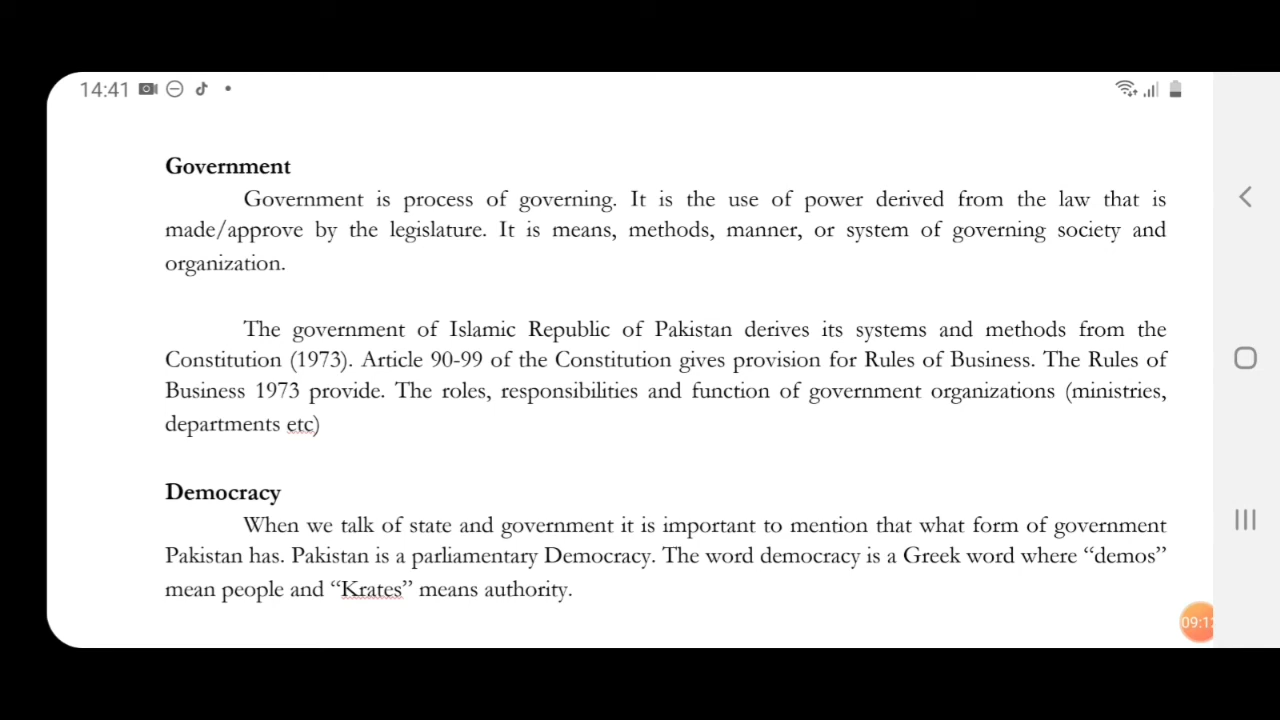 14:41
Government
Government is process of governing. It is the use of power derived from the law that is
made/approve by the legislature. It is means, methods, manner, or system of governing society and
organization.
The government of Islamic Republic of Pakistan derives its systems and methods from the
Constitution (1973). Article 90-99 of the Constitution gives provision for Rules of Business. The Rules of
Business 1973 provide. The roles, responsibilities and function of government organizations (ministries,
departments etc)
Democracy
When we talk of state and government it is important to mention that what form of government
Pakistan has. Pakistan is a parliamentary Democracy. The word democracy is a Greek word where “demos”
mean people and “Krates” means authority.